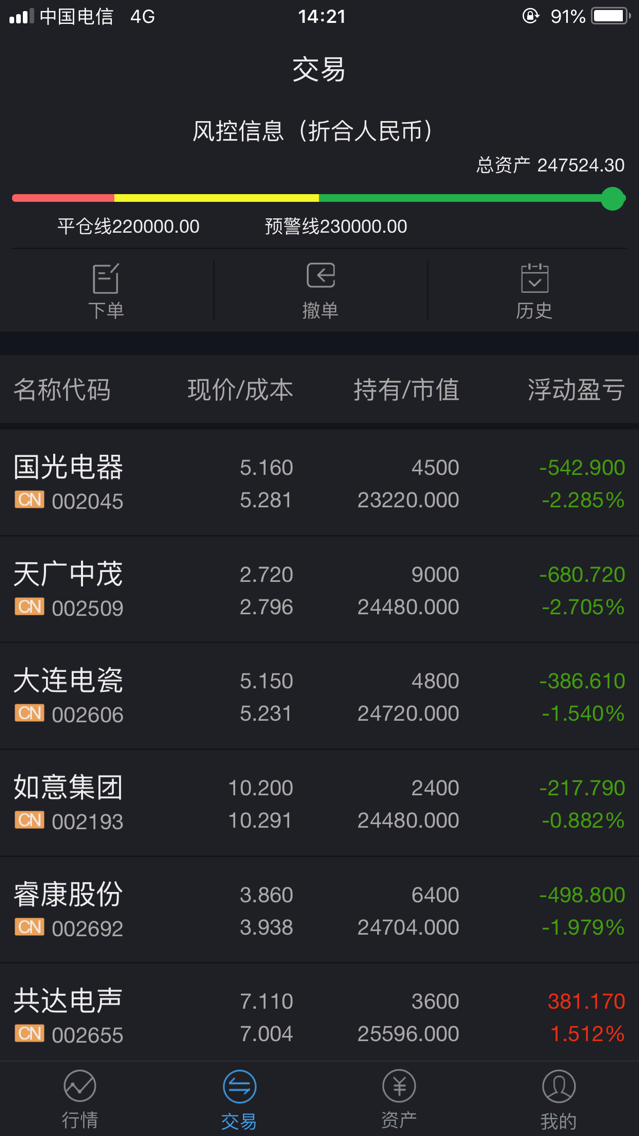 中国电信 4G 14:21 91%
交易
风控信息（折合人民币）
总资产 247524.30
平仓线220000.00 预警线230000.00
下单 撤单 历史
名称代码 现价/成本 持有/市值 浮动盈亏
国光电器 5.160 4500 -542.900
CN 002045 5.281 23220.000 -2.285%
天广中茂 2.720 9000 -680.720
CN 002509 2.796 24480.000 -2.705%
大连电瓷 5.150 4800 -386.610
CN 002606 5.231 24720.000 -1.540%
如意集团 10.200 2400 -217.790
CN 002193 10.291 24480.000 -0.882%
睿康股份 3.860 6400 -498.800
CN 002692 3.938 24704.000 -1.979%
共达电声 7.110 3600 381.170
CN 002655 7.004 25596.000 1.512%
行情 交易 资产 我的